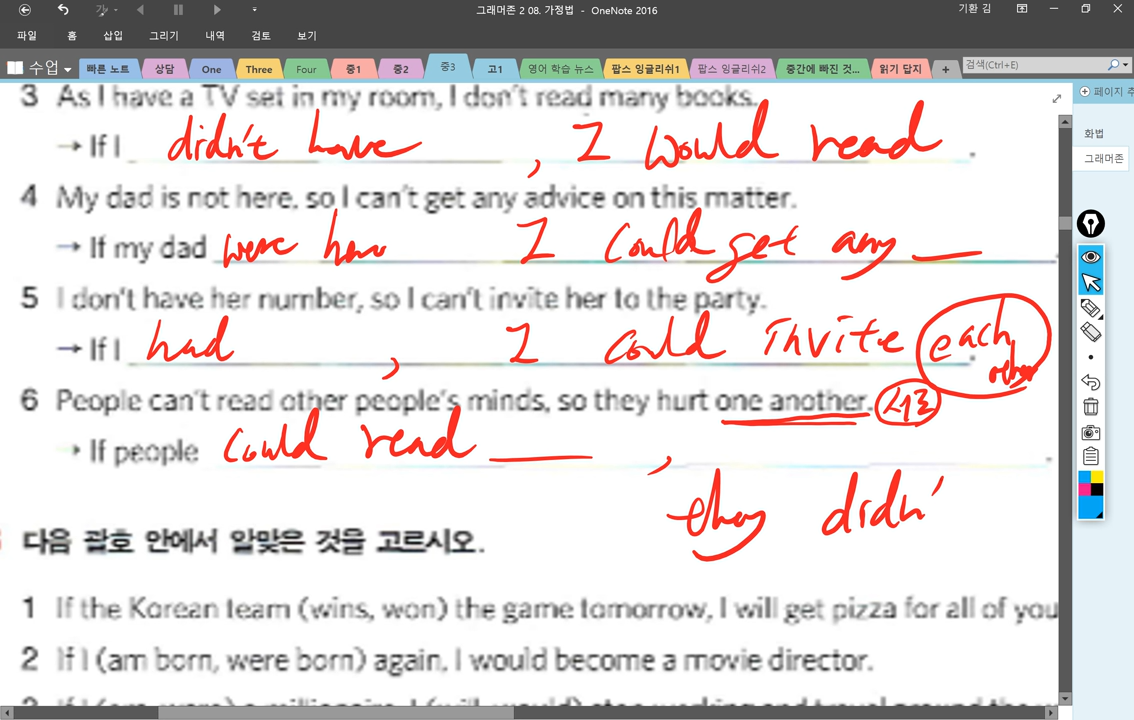 그래머존 2 08. 가정법 - OneNote 2016
기환 김
파일 홈 삽입 그리기 내역 검토 보기
수업 빠른 노트 상담 One Three Four 중1 중2 중3 고1 영어 학습 뉴스 팝스 잉글리쉬1 팝스 잉글리쉬2 중간에 빠진 것... 읽기 답지 + 검색(Ctrl+E)
페이지 추
화법
그래머존
3 As I have a TV set in my room, I don't read many books.
→ If I didn't have , I would read .
4 My dad is not here, so I can't get any advice on this matter.
→ If my dad were here I could get any .
5 I don't have her number, so I can't invite her to the party.
→ If I had , I could invite .
each other
6 People can't read other people's minds, so they hurt one another. 서로
→ If people could read , .
they didn'
다음 괄호 안에서 알맞은 것을 고르시오.
1 If the Korean team (wins, won) the game tomorrow, I will get pizza for all of you
2 If I (am born, were born) again, I would become a movie director.